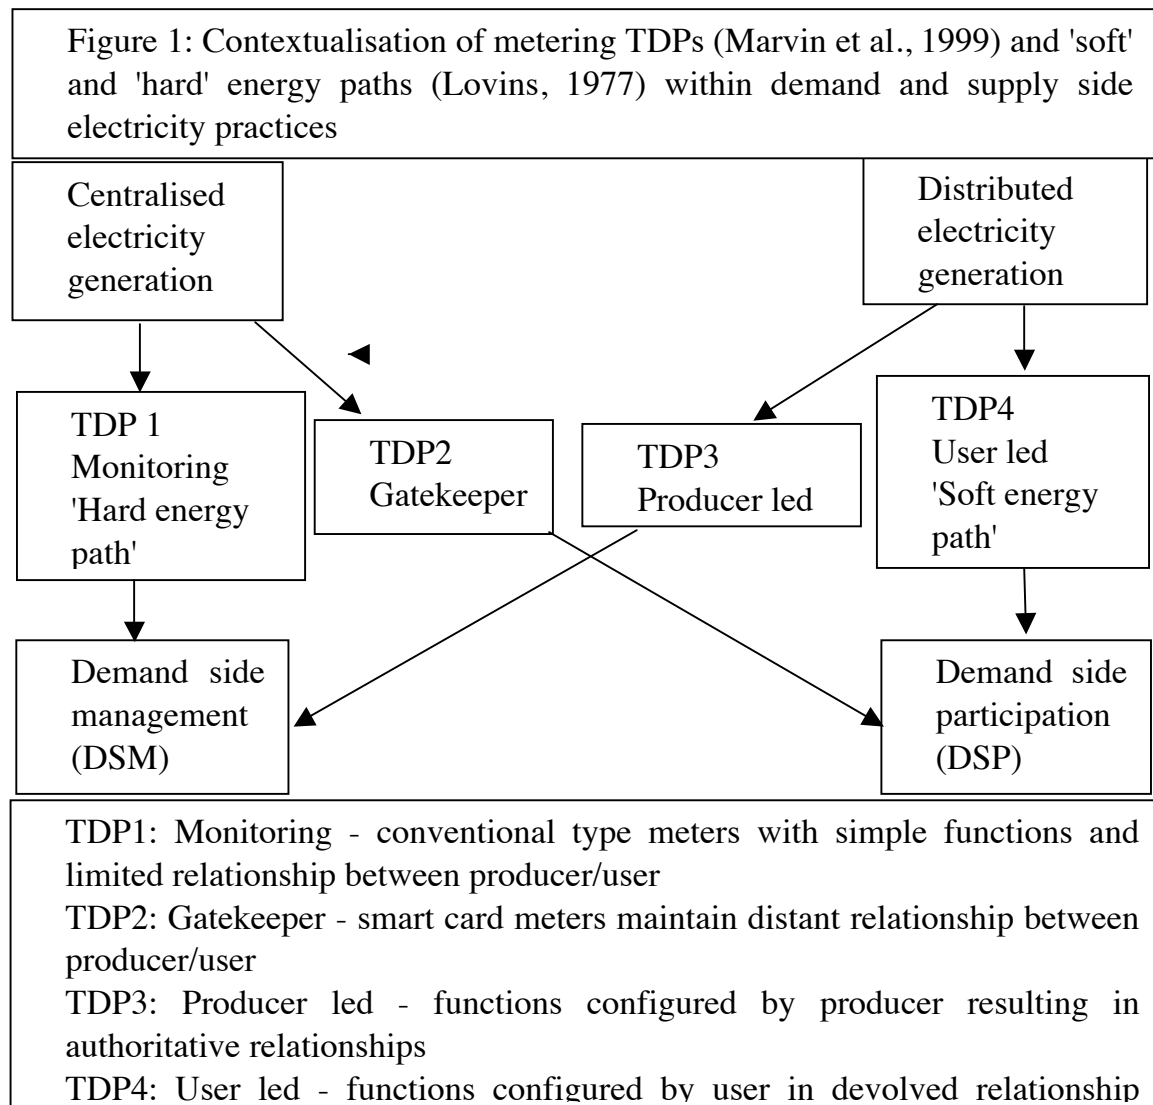 Figure 1: Contextualisation of metering TDPs (Marvin et al., 1999) and 'soft'
and 'hard' energy paths (Lovins, 1977) within demand and supply side
electricity practices
Centralised
electricity
generation
Distributed
electricity
generation
TDP 1
Monitoring
'Hard energy
path'
TDP2
Gatekeeper
TDP3
Producer led
TDP4
User led
'Soft energy
path'
Demand side
management
(DSM)
Demand side
participation
(DSP)
TDP1: Monitoring - conventional type meters with simple functions and
limited relationship between producer/user
TDP2: Gatekeeper - smart card meters maintain distant relationship between
producer/user
TDP3: Producer led - functions configured by producer resulting in
authoritative relationships
TDP4: User led - functions configured by user in devolved relationship